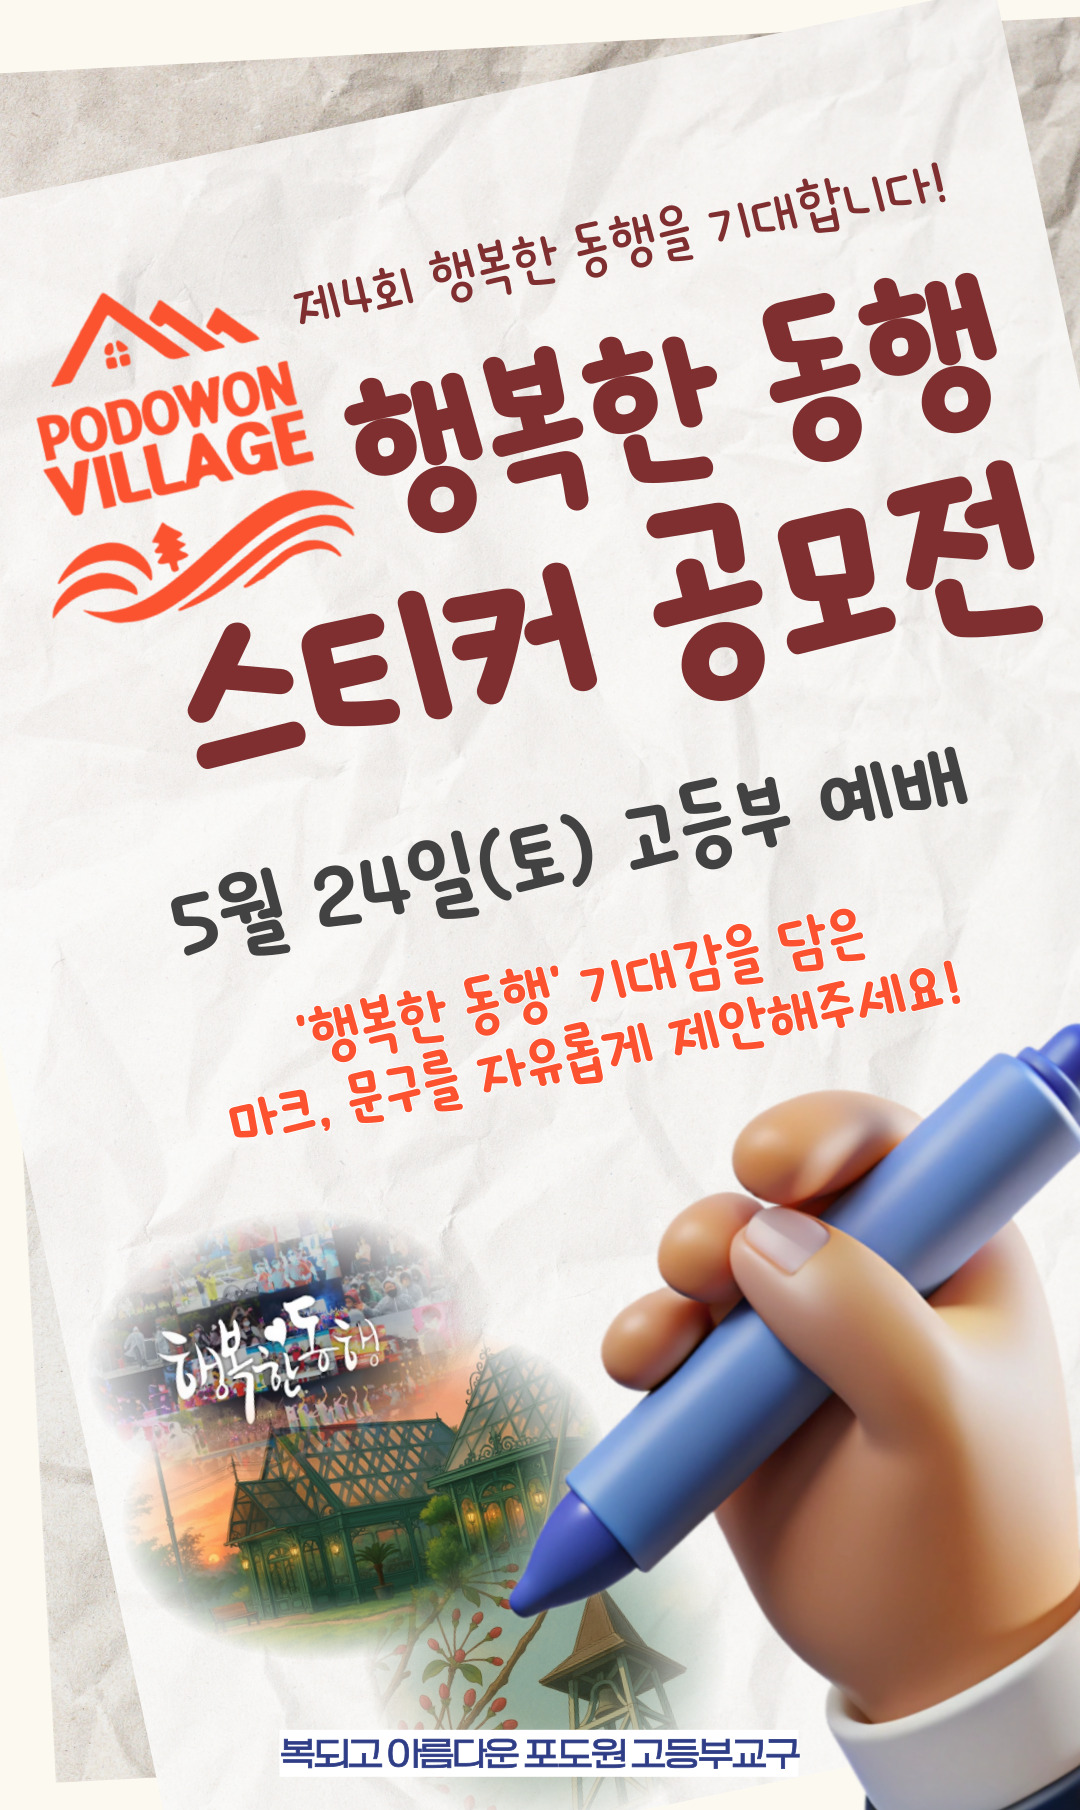 제4회 행복한 동행을 기대합니다!
PODOWON
VILLAGE
행복한 동행
스티커 공모전
5월 24일(토) 고등부 예배
'행복한 동행' 기대감을 담은
마크, 문구를 자유롭게 제안해주세요!
행복한동행
복되고 아름다운 포도원 고등부교구